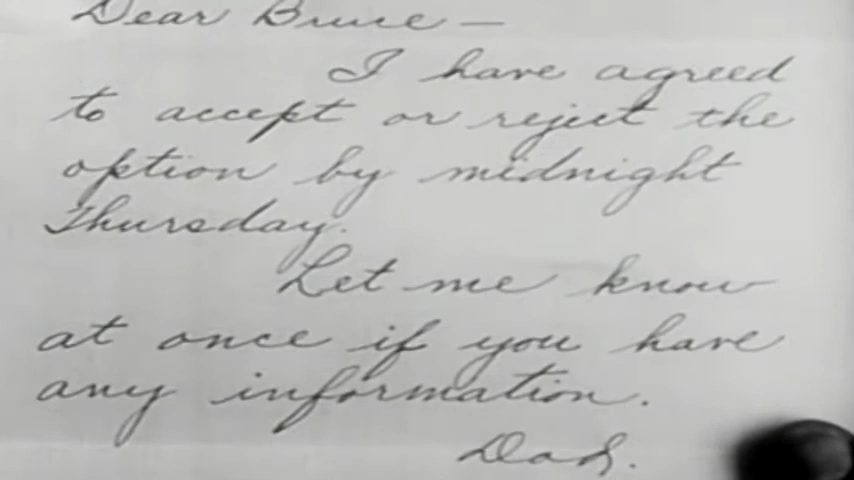 Dear Bruce —
I have agreed
to accept or reject the
option by midnight
Thursday.
Let me know
at once if you have
any information.
Dad.